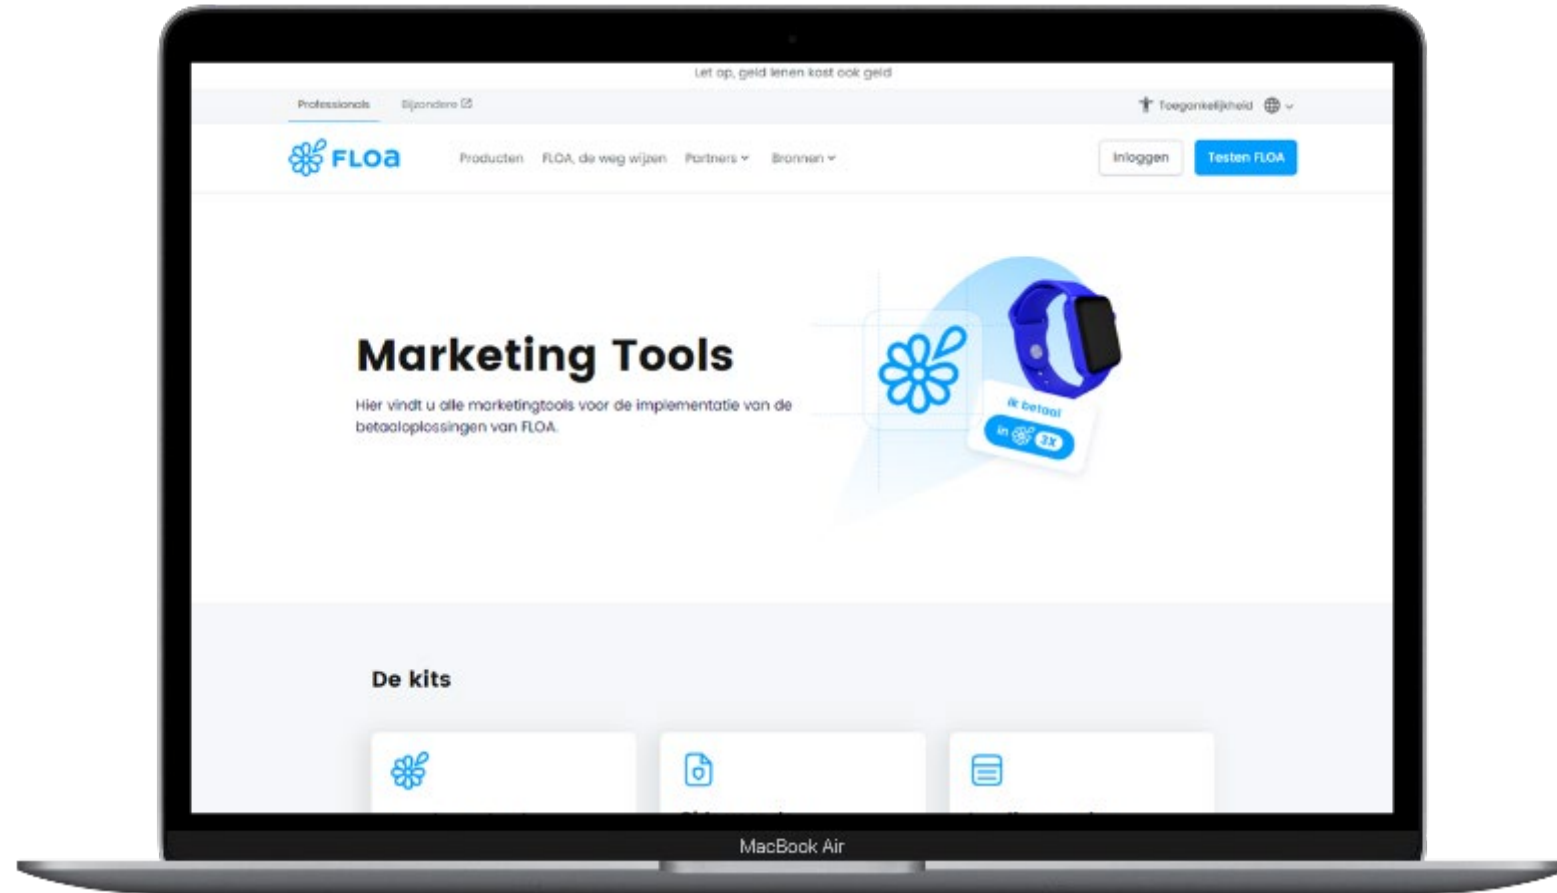 Let op, geld lenen kost ook geld
Professionals Bijzondere Toegankelijkheid
FLOa Producten FLOA, de weg wijzen Partners Bronnen Inloggen Testen FLOA
Marketing Tools
Hier vindt u alle marketingtools voor de implementatie van de
betaaloplossingen van FLOA.
ik betaal
in 3X
De kits
MacBook Air